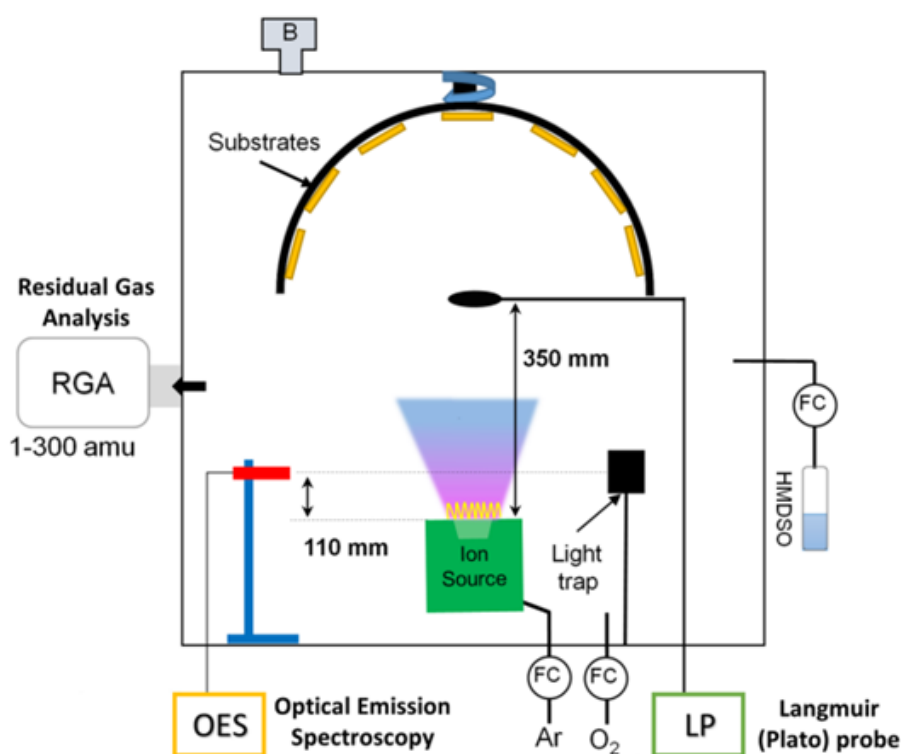 B
Substrates
Residual Gas
Analysis
RGA
1-300 amu
350 mm
FC
HMDSO
110 mm
Ion
Source
Light
trap
FC
FC
Ar
O₂
OES
Optical Emission
Spectroscopy
LP
Langmuir
(Plato) probe